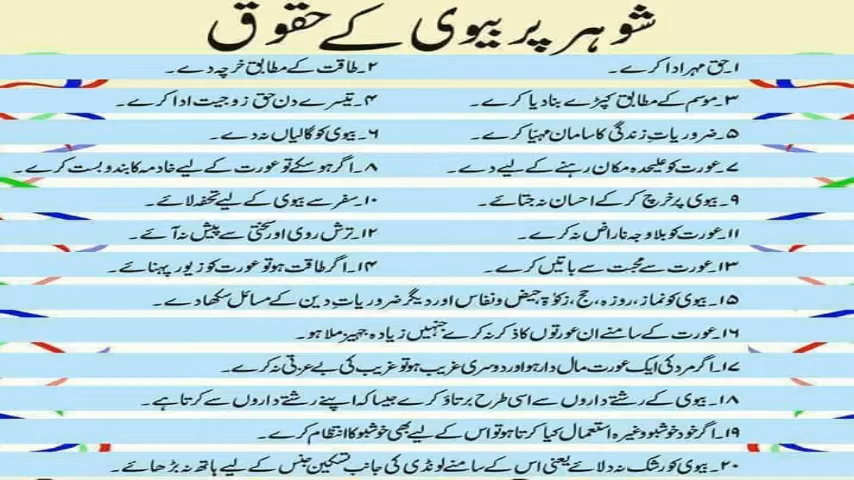 شوہر پر بیوی کے حقوق
۱۔حق مہر ادا کرے۔ ۲۔طاقت کے مطابق خرچہ دے۔
۳۔موسم کے مطابق کپڑے بنا دیا کرے۔ ۴۔تیسرے دن حق زوجیت ادا کرے۔
۵۔ضروریاتِ زندگی کا سامان مہیّا کرے۔ ۶۔بیوی کو گالیاں نہ دے۔
۷۔عورت کو علیحدہ مکان رہنے کے لیے دے۔ ۸۔اگر ہو سکے تو عورت کے لیے خادمہ کا بندوبست کرے۔
۹۔بیوی پر خرچ کر کے احسان نہ جتائے۔ ۱۰۔سفر سے بیوی کے لیے تحفہ لائے۔
۱۱۔عورت کو بلاوجہ ناراض نہ کرے۔ ۱۲۔ترش روی اور سختی سے پیش نہ آئے۔
۱۳۔عورت سے محبت سے باتیں کرے۔ ۱۴۔اگر طاقت ہو تو عورت کو زیور پہنائے۔
۱۵۔بیوی کو نماز، روزہ، حج، زکوٰۃ حیض و نفاس اور دیگر ضروریاتِ دین کے مسائل سکھا دے۔
۱۶۔عورت کے سامنے ان عورتوں کا ذکر نہ کرے جنہیں زیادہ جہیز ملا ہو۔
۱۷۔اگر مرد کی ایک عورت مال دار ہو اور دوسری غریب ہو تو غریب کی بے عزتی نہ کرے۔
۱۸۔بیوی کے رشتے داروں سے اسی طرح برتاؤ کرے جیسا کہ اپنے رشتے داروں سے کرتا ہے۔
۱۹۔اگر خود خوشبو وغیرہ استعمال کیا کرتا ہو تو اس کے لیے بھی خوشبو کا انتظام کرے۔
۲۰۔بیوی کو رشک نہ دلائے یعنی اس کے سامنے لونڈی کی جانب تسکین جنس کے لیے ہاتھ نہ بڑھائے۔